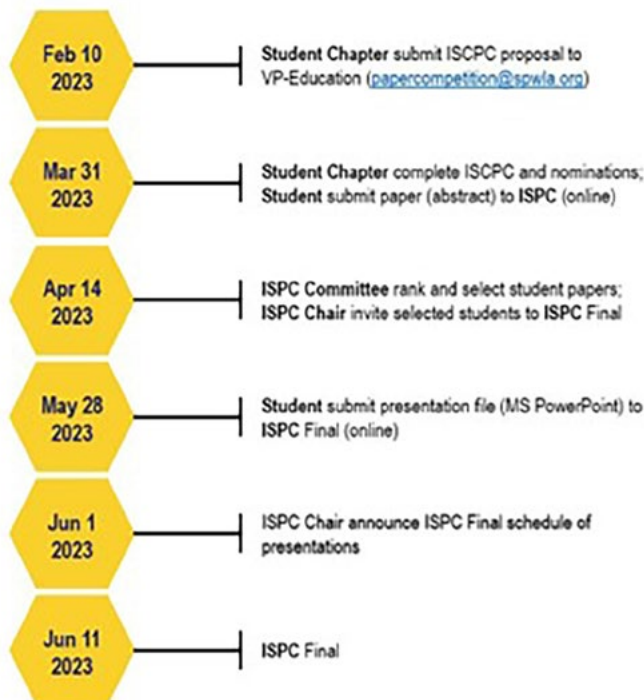 Feb 10
2023
Student Chapter submit ISCPC proposal to
VP-Education (papercompetition@spwla.org)
Mar 31
2023
Student Chapter complete ISCPC and nominations;
Student submit paper (abstract) to ISPC (online)
Apr 14
2023
ISPC Committee rank and select student papers;
ISPC Chair invite selected students to ISPC Final
May 28
2023
Student submit presentation file (MS PowerPoint) to
ISPC Final (online)
Jun 1
2023
ISPC Chair announce ISPC Final schedule of
presentations
Jun 11
2023
ISPC Final